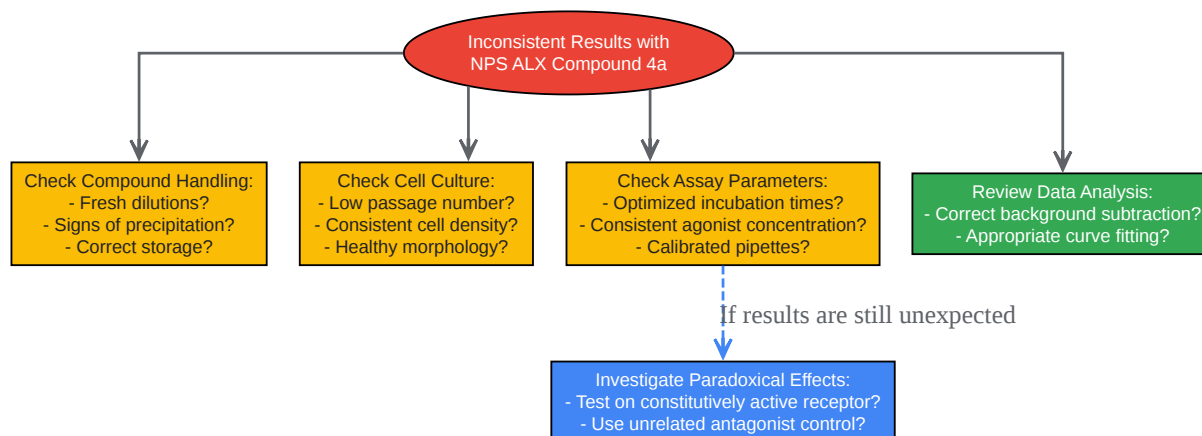 Inconsistent Results with
NPS ALX Compound 4a
Check Compound Handling:
- Fresh dilutions?
- Signs of precipitation?
- Correct storage?
Check Cell Culture:
- Low passage number?
- Consistent cell density?
- Healthy morphology?
Check Assay Parameters:
- Optimized incubation times?
- Consistent agonist concentration?
- Calibrated pipettes?
Review Data Analysis:
- Correct background subtraction?
- Appropriate curve fitting?
If results are still unexpected
Investigate Paradoxical Effects:
- Test on constitutively active receptor?
- Use unrelated antagonist control?